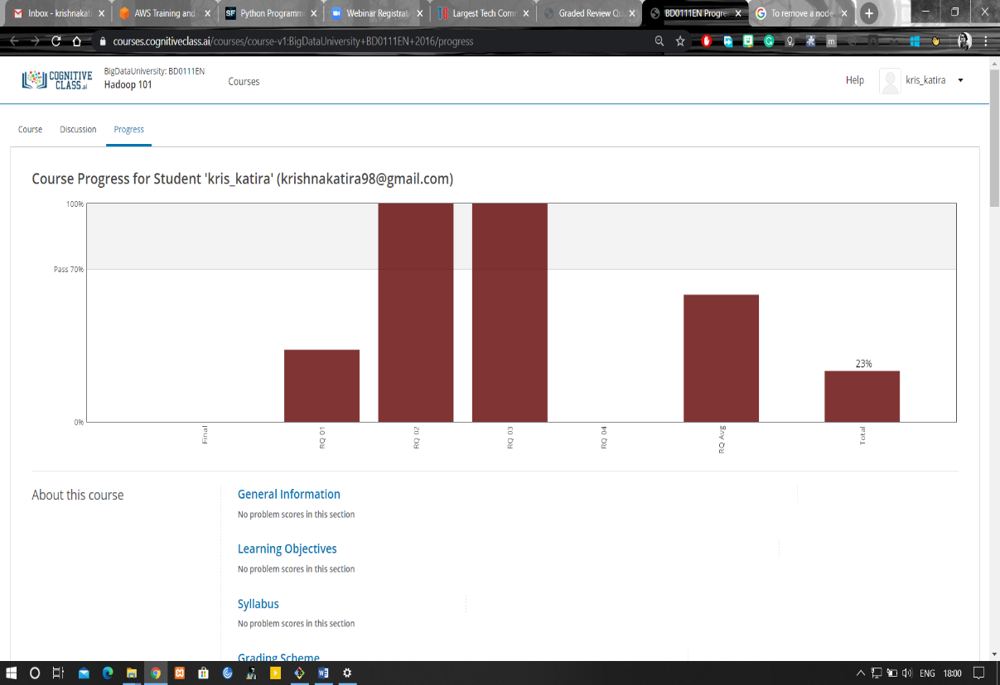 Inbox - krishnakat
AWS Training and
SF Python Programm
Webinar Registrati
TG Largest Tech Com
Graded Review Qu
BD0111EN Progre
To remove a node
courses.cognitiveclass.ai/courses/course-v1:BigDataUniversity+BD0111EN+2016/progress
COGNITIVE CLASS.ai
BigDataUniversity: BD0111EN
Hadoop 101
Courses
Help
kris_katira
Course Discussion Progress
Course Progress for Student 'kris_katira' (krishnakatira98@gmail.com)
100%
Pass 70%
23%
0%
Final
RQ 01
RQ 02
RQ 03
RQ 04
RQ Avg
Total
About this course
General Information
No problem scores in this section
Learning Objectives
No problem scores in this section
Syllabus
No problem scores in this section
Grading Scheme
ENG 18:00